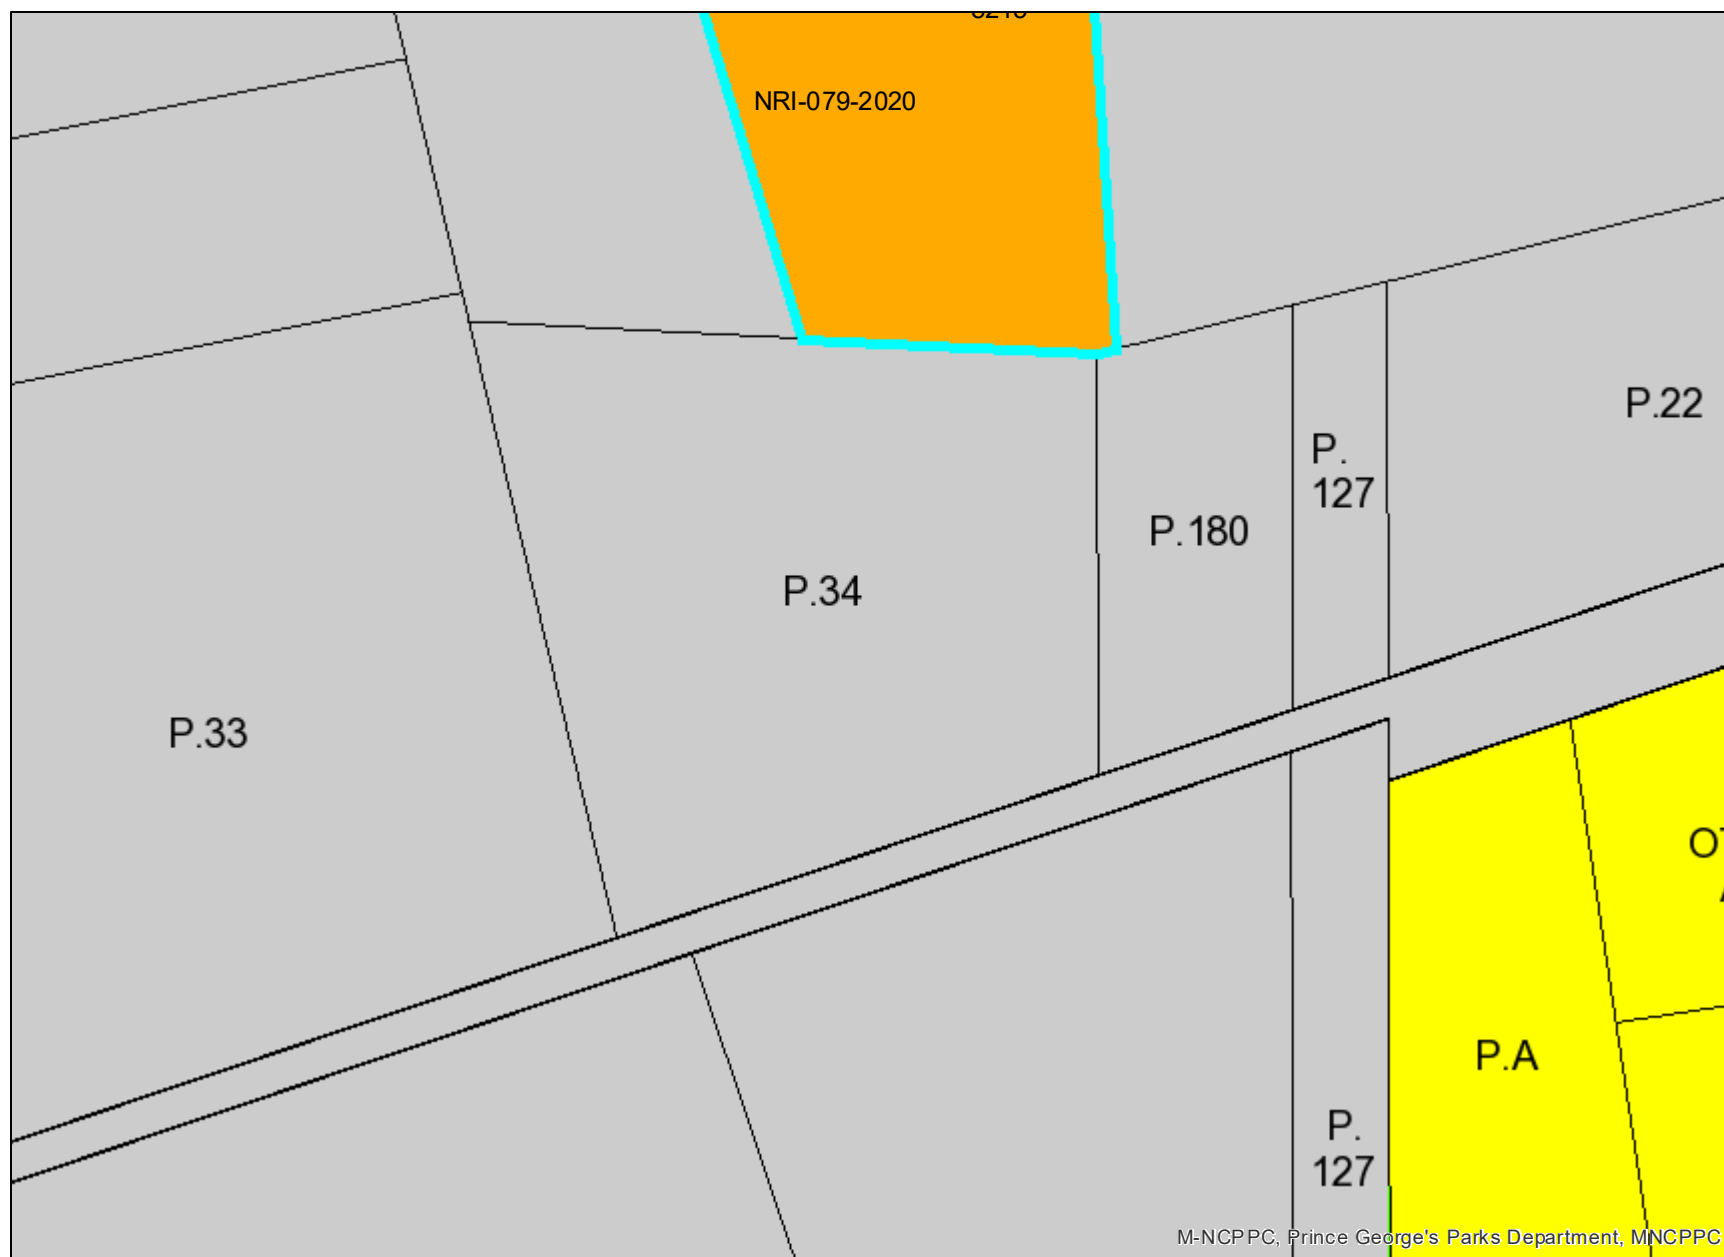 NRI-079-2020
P.22
P.
127
P.180
P.34
P.33
P.A
P.
127
M-NCPPC, Prince George's Parks Department, MNCPPC